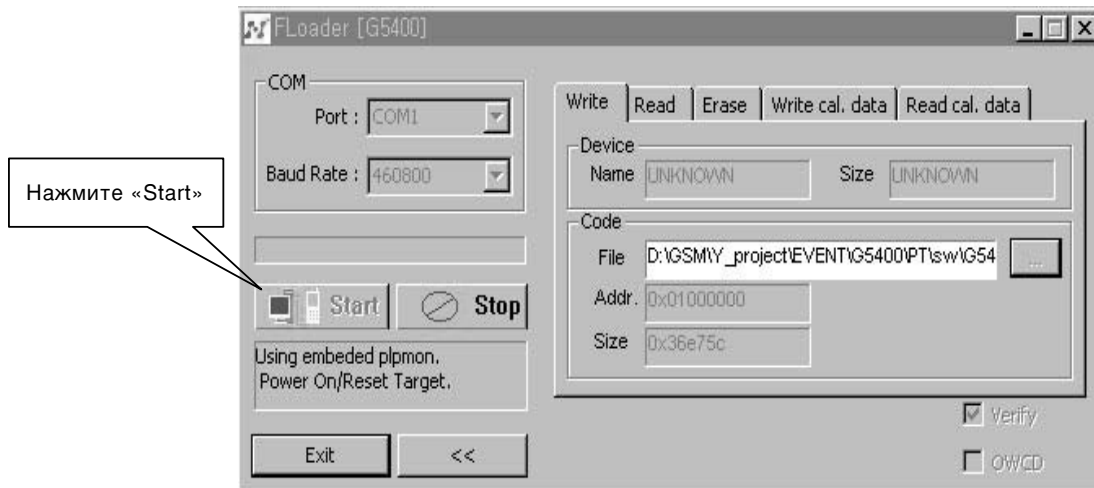 FLoader [G5400]
COM
Port : COM1
Baud Rate : 460800
Нажмите «Start»
Start
Stop
Using embeded plpmon.
Power On/Reset Target.
Exit
<<
Write Read Erase Write cal. data Read cal. data
Device
Name UNKNOWN Size UNKNOWN
Code
File D:\GSM\Y_project\EVENT\G5400\PT\sw\G54 ...
Addr. 0x01000000
Size 0x36e75c
Verify
OWCD